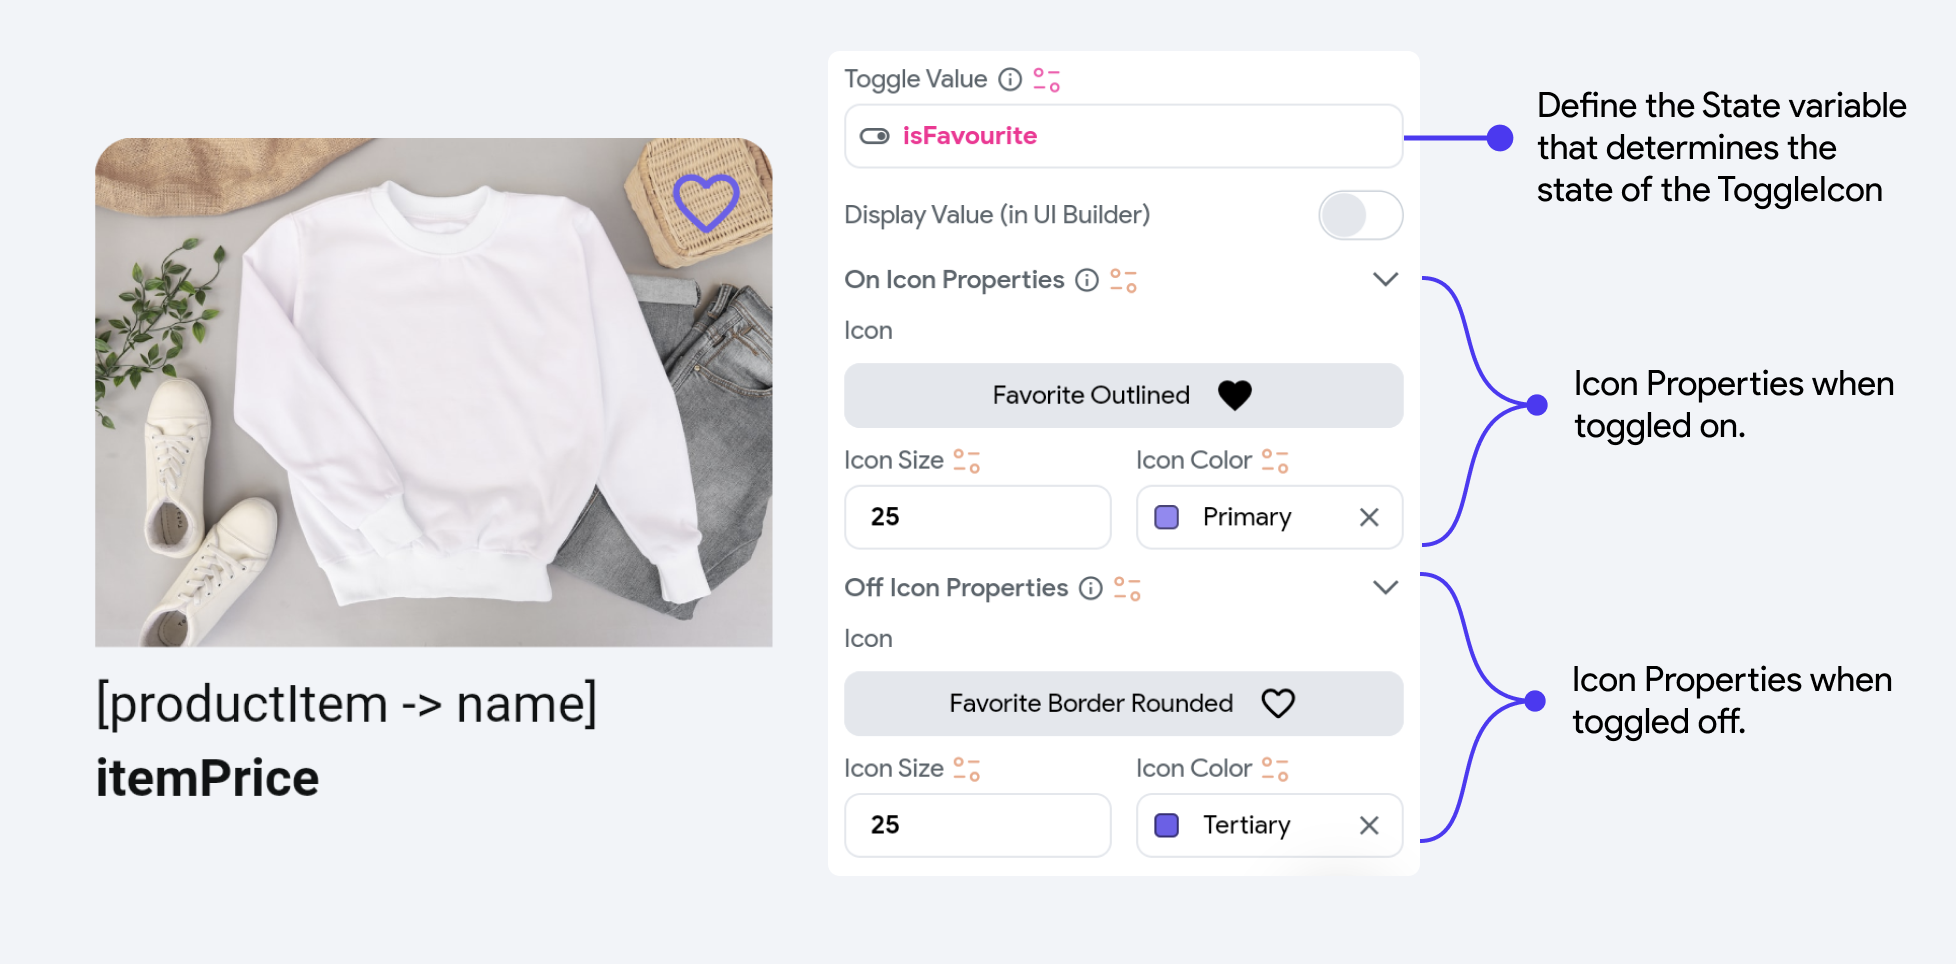 [productItem -> name]
itemPrice
Toggle Value
isFavourite
Display Value (in UI Builder)
On Icon Properties
Icon
Favorite Outlined
Icon Size
Icon Color
25
Primary
Off Icon Properties
Icon
Favorite Border Rounded
Icon Size
Icon Color
25
Tertiary
Define the State variable
that determines the
state of the ToggleIcon
Icon Properties when
toggled on.
Icon Properties when
toggled off.